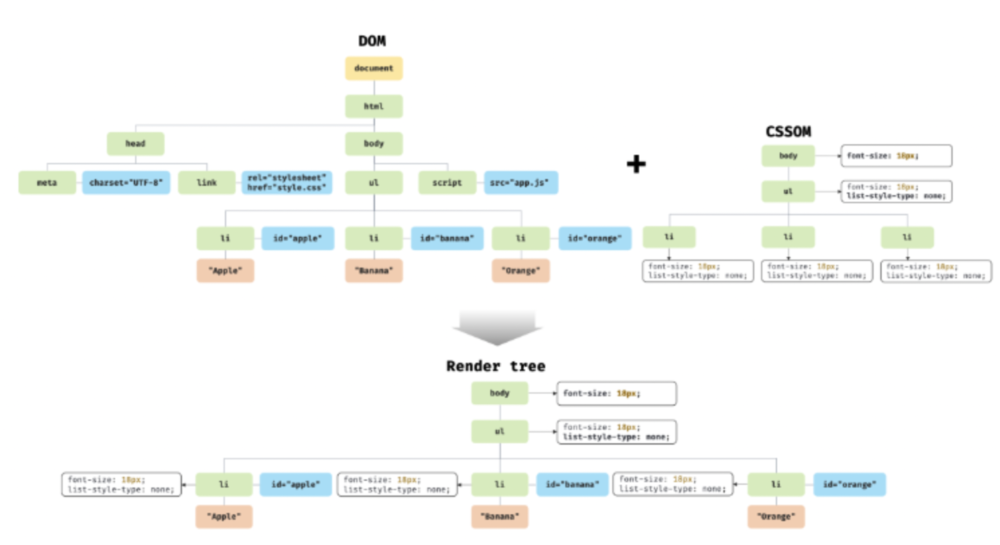 DOM
document
html
head
body
meta
charset="UTF-8"
link
rel="stylesheet"
href="style.css"
ul
script
src="app.js"
li
id="apple"
li
id="banana"
li
id="orange"
"Apple"
"Banana"
"Orange"
+
CSSOM
body
font-size: 18px;
ul
font-size: 18px;
list-style-type: none;
li
li
li
font-size: 18px;
list-style-type: none;
font-size: 18px;
list-style-type: none;
font-size: 18px;
list-style-type: none;
Render tree
body
font-size: 18px;
ul
font-size: 18px;
list-style-type: none;
font-size: 18px;
list-style-type: none;
li
id="apple"
font-size: 18px;
list-style-type: none;
li
id="banana"
font-size: 18px;
list-style-type: none;
li
id="orange"
"Apple"
"Banana"
"Orange"